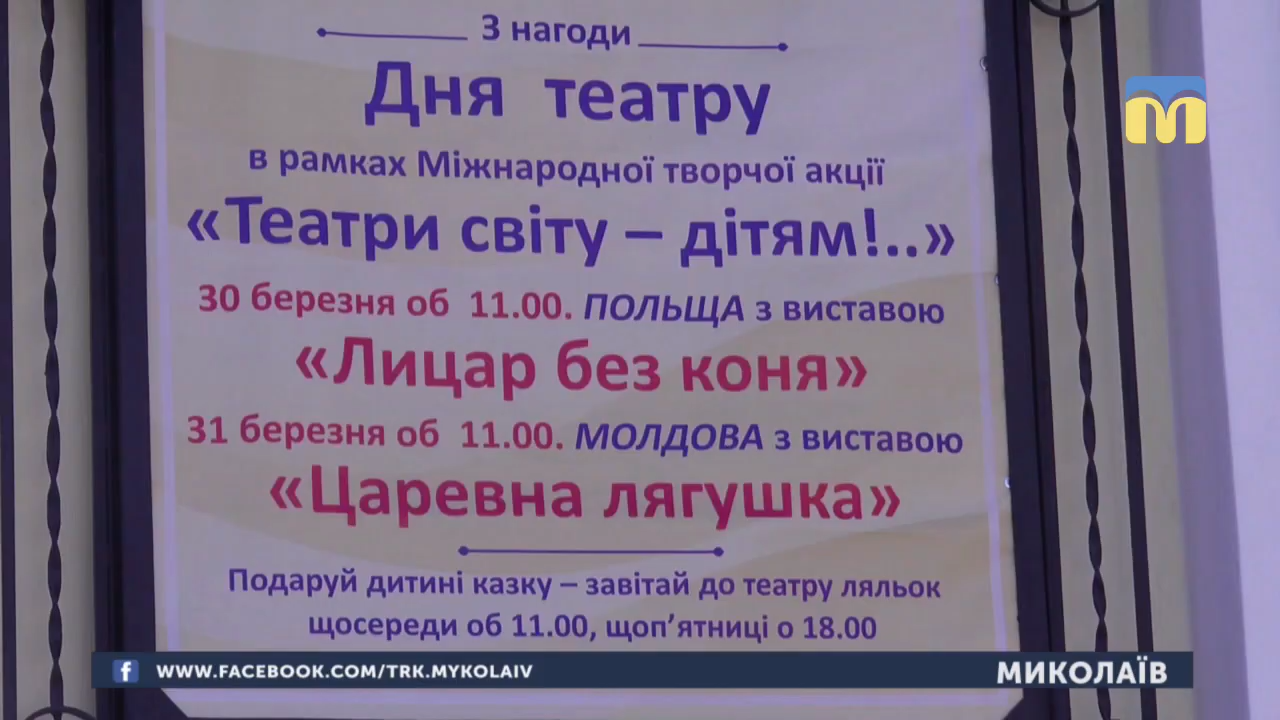 З нагоди
Дня театру
в рамках Міжнародної творчої акції
«Театри світу – дітям!..»
30 березня об 11.00. ПОЛЬЩА з виставою
«Лицар без коня»
31 березня об 11.00. МОЛДОВА з виставою
«Царевна лягушка»
Подаруй дитині казку – завітай до театру ляльок
щосереди об 11.00, щоп’ятниці о 18.00
WWW.FACEBOOK.COM/TRK.MYKOLAIV
МИКОЛАЇВ